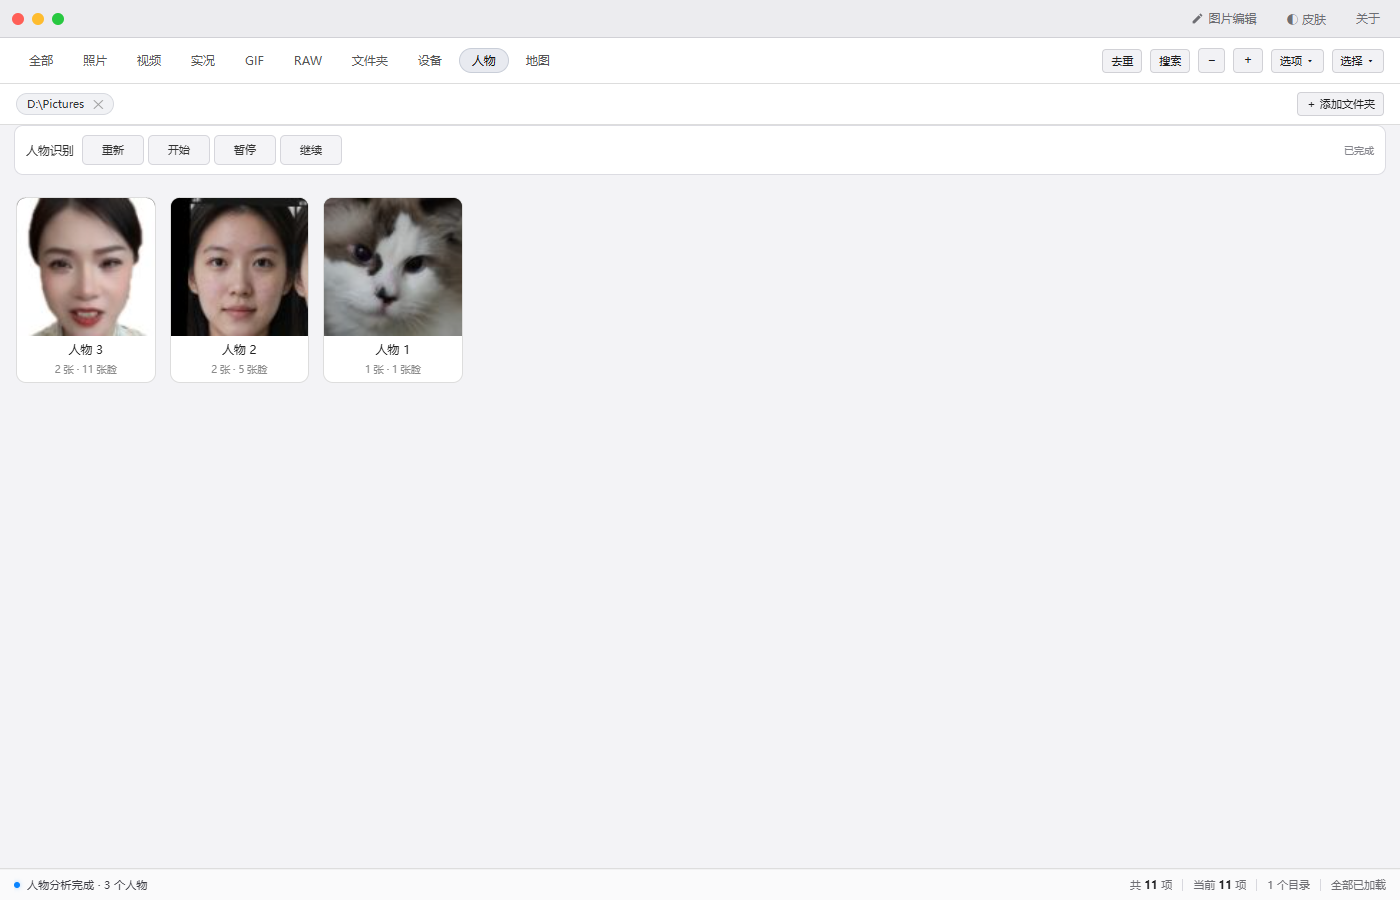 图片编辑 皮肤 关于
全部 照片 视频 实况 GIF RAW 文件夹 设备 人物 地图 去重 搜索 − + 选项 选择
D:\Pictures + 添加文件夹
人物识别 重新 开始 暂停 继续 已完成
人物 3
2 张 · 11 张脸
人物 2
2 张 · 5 张脸
人物 1
1 张 · 1 张脸
人物分析完成 · 3 个人物 共 11 项 当前 11 项 1 个目录 全部已加载